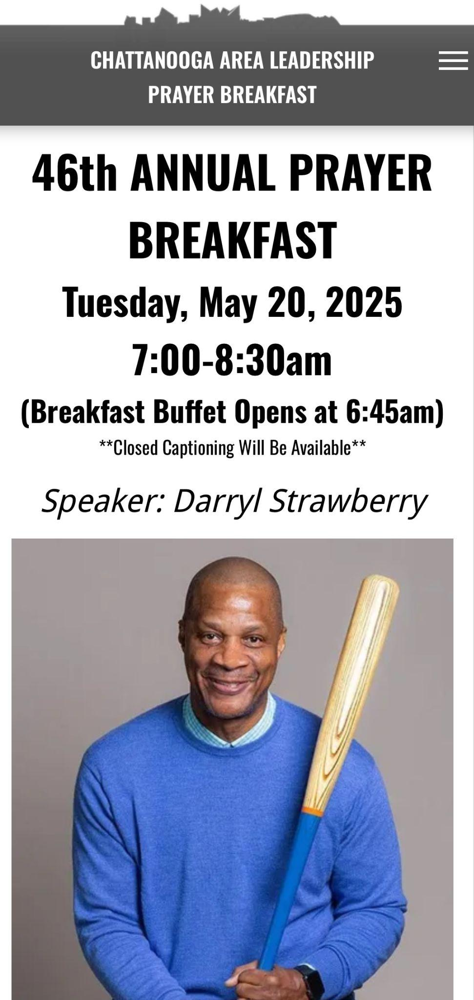 CHATTANOOGA AREA LEADERSHIP
PRAYER BREAKFAST
46th ANNUAL PRAYER
BREAKFAST
Tuesday, May 20, 2025
7:00-8:30am
(Breakfast Buffet Opens at 6:45am)
**Closed Captioning Will Be Available**
Speaker: Darryl Strawberry